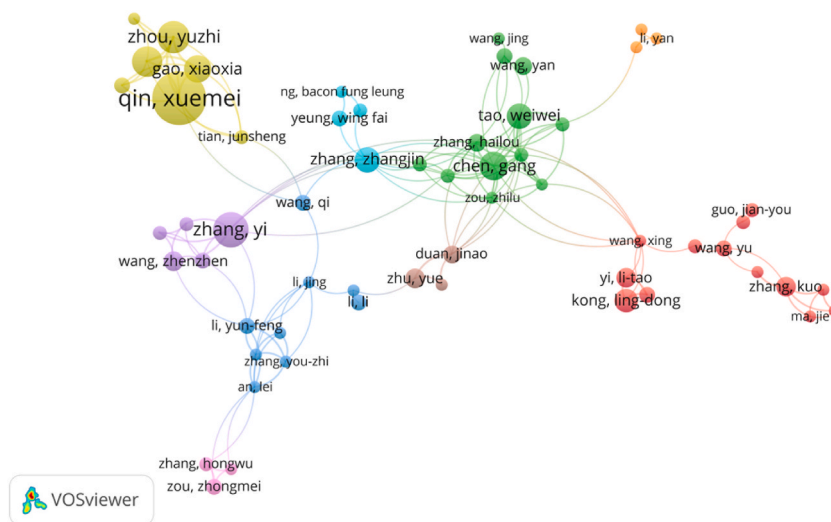 wang, jing
li, yan
zhou, yuzhi
wang, yan
gao, xiaoxia
ng, bacon fung leung
qin, xuemei
yeung, wing fai
tao, weiwei
tian, junsheng
zhang, hailou
zhang, zhangjin
chen, gang
wang, qi
zou, zhilu
guo, jian-you
zhang, yi
wang, xing
wang, yu
wang, zhenzhen
duan, jinao
zhu, yue
yi, li-tao
li, jing
zhang, kuo
li, li
kong, ling-dong
ma, jie
li, yun-feng
zhang, you-zhi
an, lei
zhang, hongwu
zou, zhongmei
VOSviewer